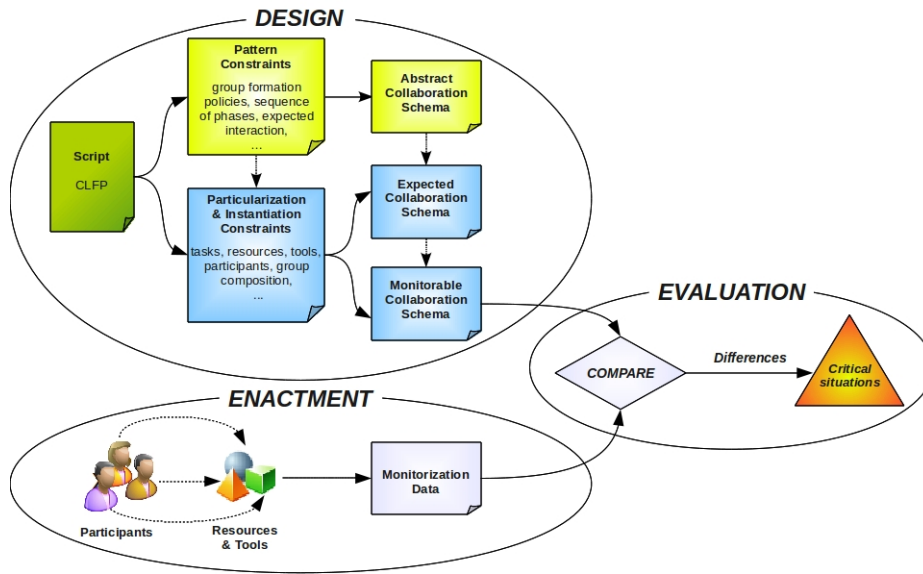 DESIGN
Pattern
Constraints
group formation
policies, sequence
of phases, expected
interaction,
...
Abstract
Collaboration
Schema
Script
CLFP
Particularization
& Instantiation
Constraints
tasks, resources, tools,
participants, group
composition,
...
Expected
Collaboration
Schema
Monitorable
Collaboration
Schema
EVALUATION
COMPARE
Differences
Critical
situations
ENACTMENT
Participants
Resources
& Tools
Monitorization
Data